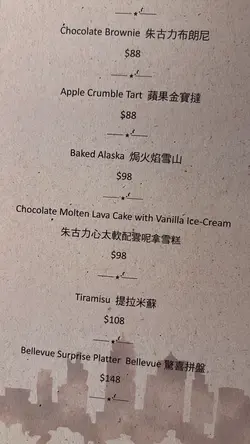 Chocolate Brownie 朱古力布朗尼
$88
Apple Crumble Tart 蘋果金寶撻
$88
Baked Alaska 焗火焰雪山
$98
Chocolate Molten Lava Cake with Vanilla Ice-Cream
朱古力心太軟配雲呢拿雪糕
$98
Tiramisu 提拉米蘇
$108
Bellevue Surprise Platter Bellevue 驚喜拼盤
$148